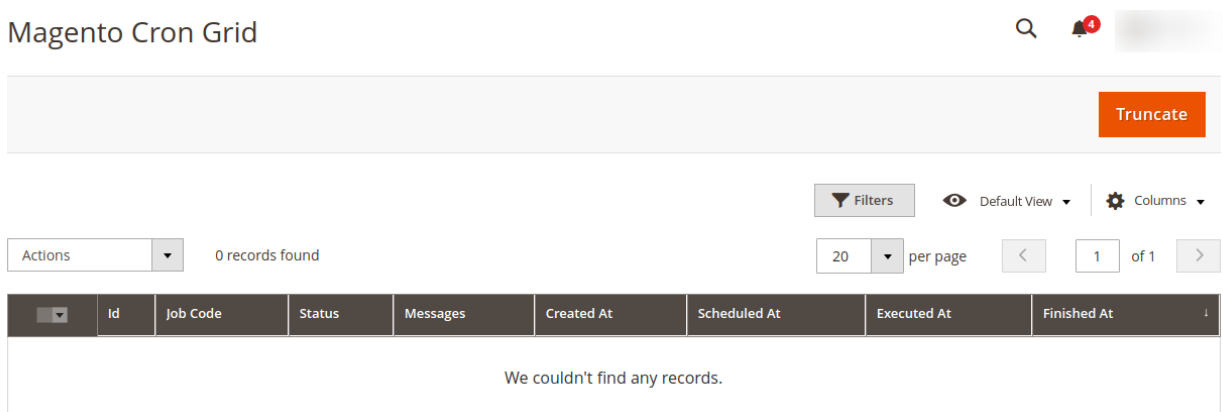 Magento Cron Grid
4
Truncate
Filters
Default View
Columns
Actions
0 records found
20
per page
1
of 1
Id Job Code Status Messages Created At Scheduled At Executed At Finished At ↓
We couldn't find any records.